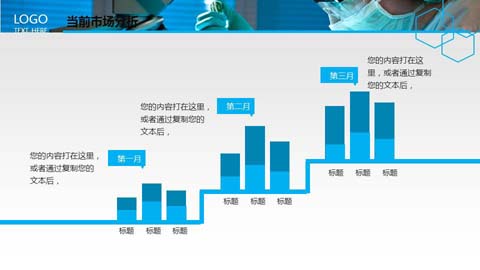 LOGO
TEXT HERE
当前市场分析
您的内容打在这里，
或者通过复制您的
文本后，
第一月
标题 标题 标题
您的内容打在这里，
或者通过复制您的
文本后，
第二月
标题 标题 标题
第三月
您的内容打在这
里，或者通过复制
您的文本后，
标题 标题 标题